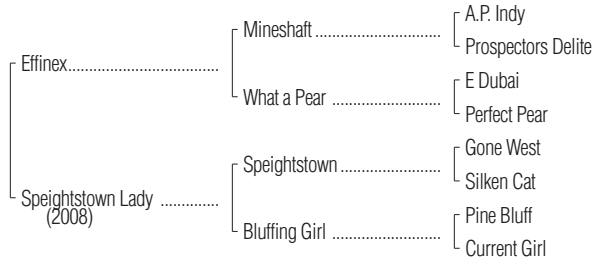 A.P. Indy
Mineshaft ..............................
Prospectors Delite
Effinex....................................
E Dubai
What a Pear ..........................
Perfect Pear
Gone West
Speightstown ........................
Silken Cat
Speightstown Lady ..............
(2008)
Pine Bluff
Bluffing Girl ..........................
Current Girl